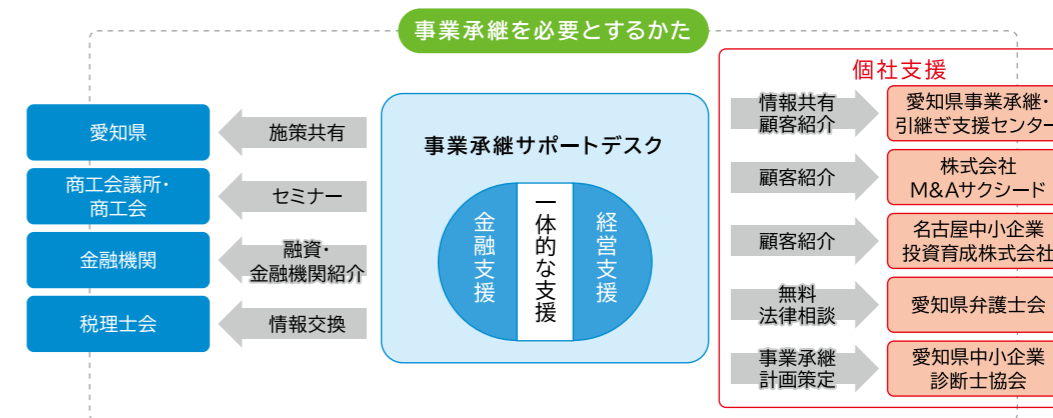 事業承継を必要とするかた
愛知県
商工会議所・
商工会
金融機関
税理士会
施策共有
セミナー
融資・
金融機関紹介
情報交換
事業承継サポートデスク
金融支援
一体的な支援
経営支援
個社支援
情報共有
顧客紹介
愛知県事業承継・
引継ぎ支援センター
顧客紹介
株式会社
M&Aサクシード
顧客紹介
名古屋中小企業
投資育成株式会社
無料
法律相談
愛知県弁護士会
事業承継
計画策定
愛知県中小企業
診断士協会